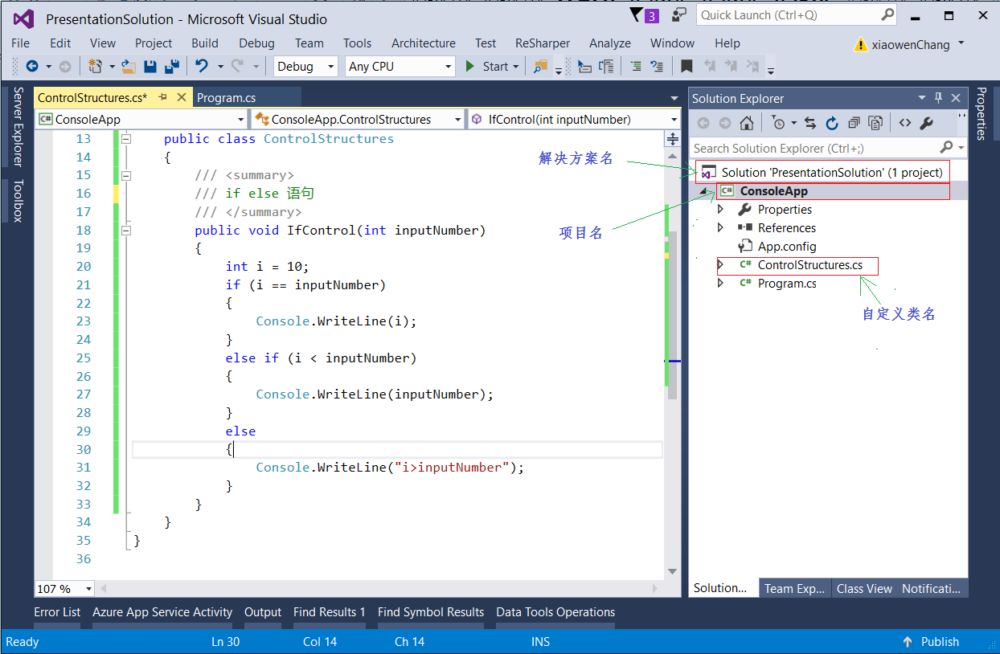 PresentationSolution - Microsoft Visual Studio
3
Quick Launch (Ctrl+Q)
File Edit View Project Build Debug Team Tools Architecture Test ReSharper Analyze Window Help
xiaowenChang
Debug Any CPU Start
Server Explorer
Toolbox
ControlStructures.cs* Program.cs
ConsoleApp ConsoleApp.ControlStructures IfControl(int inputNumber)
13 public class ControlStructures
14 {
15 /// <summary>
16 /// if else 语句
17 /// </summary>
18 public void IfControl(int inputNumber)
19 {
20 int i = 10;
21 if (i == inputNumber)
22 {
23 Console.WriteLine(i);
24 }
25 else if (i < inputNumber)
26 {
27 Console.WriteLine(inputNumber);
28 }
29 else
30 {
31 Console.WriteLine("i>inputNumber");
32 }
33 }
34 }
35 }
36
107 %
解决方案名
项目名
自定义类名
Solution Explorer
Search Solution Explorer (Ctrl+;)
Solution 'PresentationSolution' (1 project)
C# ConsoleApp
Properties
References
App.config
C# ControlStructures.cs
C# Program.cs
Solution... Team Exp... Class View Notificati...
Properties
Error List Azure App Service Activity Output Find Results 1 Find Symbol Results Data Tools Operations
Ready Ln 30 Col 14 Ch 14 INS Publish